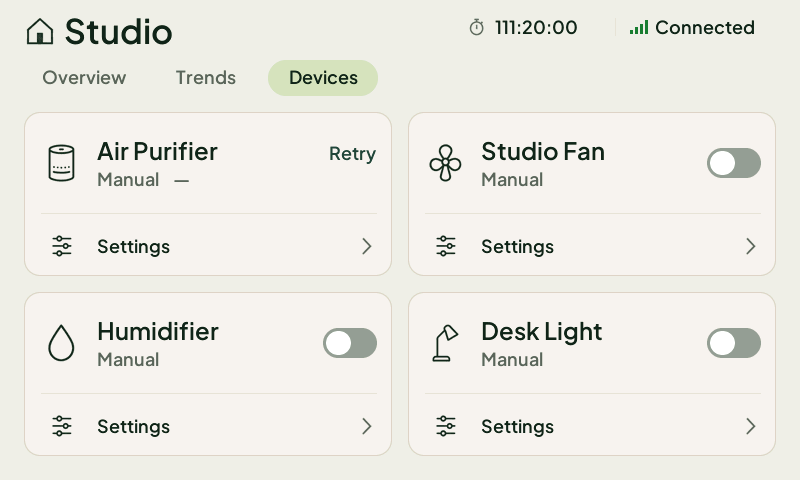 Studio
111:20:00
Connected
Overview
Trends
Devices
Air Purifier
Manual —
Retry
Settings
Studio Fan
Manual
Settings
Humidifier
Manual
Settings
Desk Light
Manual
Settings